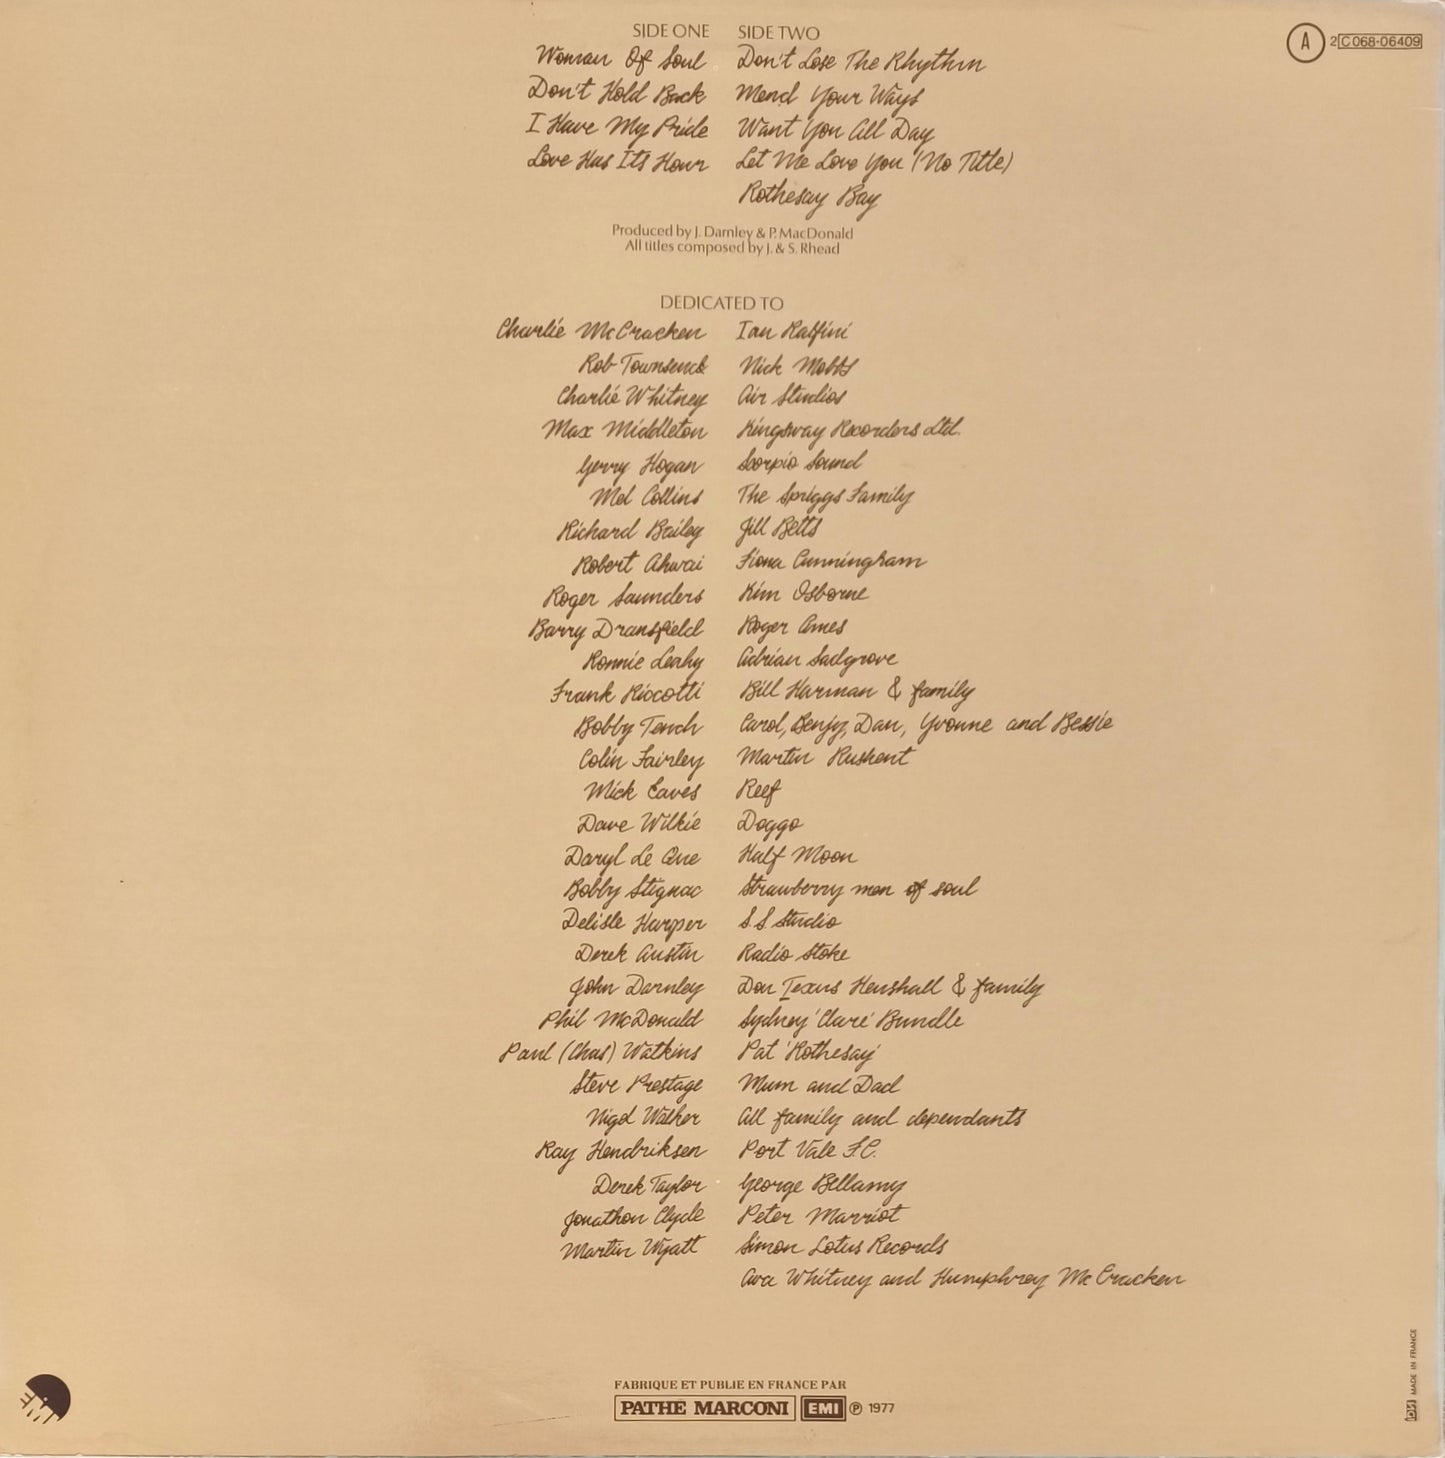 SIDE ONE
Woman Of Soul
Don't Hold Back
I Have My Pride
Love Has Its Hour
SIDE TWO
Don't Lose The Rhythm
Mend Your Ways
Want You All Day
Let Me Love You (No Title)
Rothesay Bay
A
2 C 068-06409
Produced by J. Darnley & P. MacDonald
All titles composed by J. & S. Rhead
DEDICATED TO
Charlie McCracken
Rob Townsend
Charlie Whitney
Max Middleton
Gerry Hogan
Mel Collins
Richard Bailey
Robert Ahwai
Roger Saunders
Barry Dransfield
Ronnie Leahy
Frank Riccotti
Bobby Tench
Colin Fairley
Mick Eaves
Dave Wilkie
Daryl Le Que
Bobby Stignac
Delisle Harper
Derek Austin
John Darnley
Phil McDonald
Paul (Chas) Watkins
Steve Prestage
Nigel Walker
Ray Hendriksen
Derek Taylor
Jonathon Clyde
Martin Wyatt
Ian Ralfini
Nick Mobbs
Air Studios
Kingsway Recorders Ltd.
Scorpio Sound
The Spriggs Family
Jill Betts
Fiona Cunningham
Kim Osborne
Roger Ames
Adrian Sadgrove
Bill Harman & family
Carol, Benjy, Dan, Yvonne and Bessie
Martin Rushent
Reef
Doggo
Half Moon
Strawberry men of soul
S.S. Studio
Radio Stoke
Don Texas Henshall & family
Sydney 'Clare' Bundle
Pat 'Rothesay'
Mum and Dad
All family and dependants
Port Vale F.C.
George Bellamy
Peter Marriot
Simon Lotus Records
Ava Whitney and Humphrey McCracken
EMI
FABRIQUE ET PUBLIE EN FRANCE PAR
PATHE MARCONI EMI ℗ 1977
MADE IN FRANCE